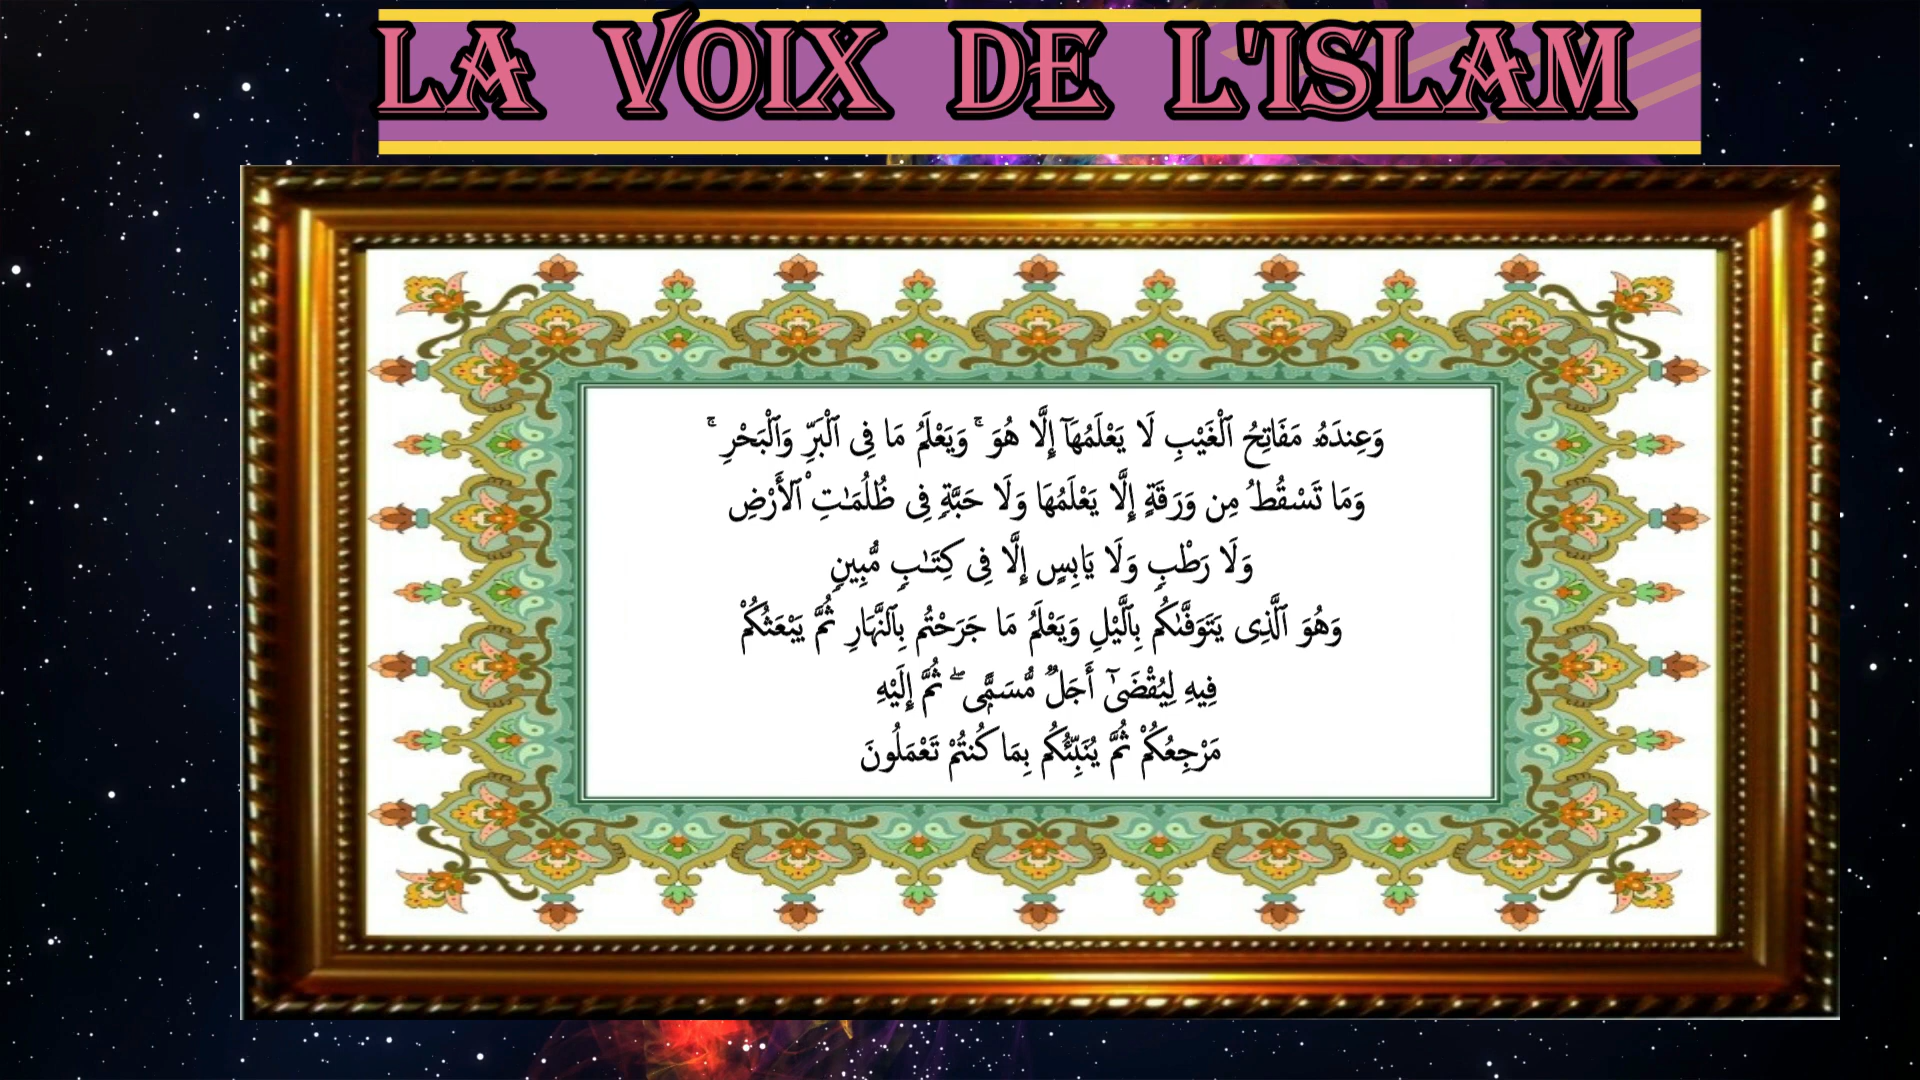 LA VOIX DE L'ISLAM
وَعِندَهُۥ مَفَاتِحُ ٱلْغَيْبِ لَا يَعْلَمُهَآ إِلَّا هُوَ ۚ وَيَعْلَمُ مَا فِى ٱلْبَرِّ وَٱلْبَحْرِ ۚ
وَمَا تَسْقُطُ مِن وَرَقَةٍ إِلَّا يَعْلَمُهَا وَلَا حَبَّةٍ فِى ظُلُمَـٰتِ ٱلْأَرْضِ
وَلَا رَطْبٍ وَلَا يَابِسٍ إِلَّا فِى كِتَـٰبٍ مُّبِينٍ
وَهُوَ ٱلَّذِى يَتَوَفَّىٰكُم بِٱلَّيْلِ وَيَعْلَمُ مَا جَرَحْتُم بِٱلنَّهَارِ ثُمَّ يَبْعَثُكُمْ
فِيهِ لِيُقْضَىٰٓ أَجَلٌ مُّسَمًّى ۖ ثُمَّ إِلَيْهِ
مَرْجِعُكُمْ ثُمَّ يُنَبِّئُكُم بِمَا كُنتُمْ تَعْمَلُونَ